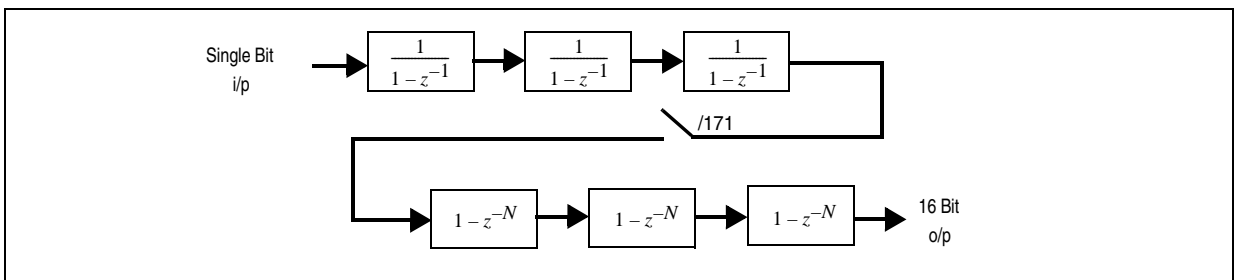 Single Bit
i/p
1
1 – z⁻¹
1
1 – z⁻¹
1
1 – z⁻¹
/171
1 – z⁻ᴺ
1 – z⁻ᴺ
1 – z⁻ᴺ
16 Bit
o/p